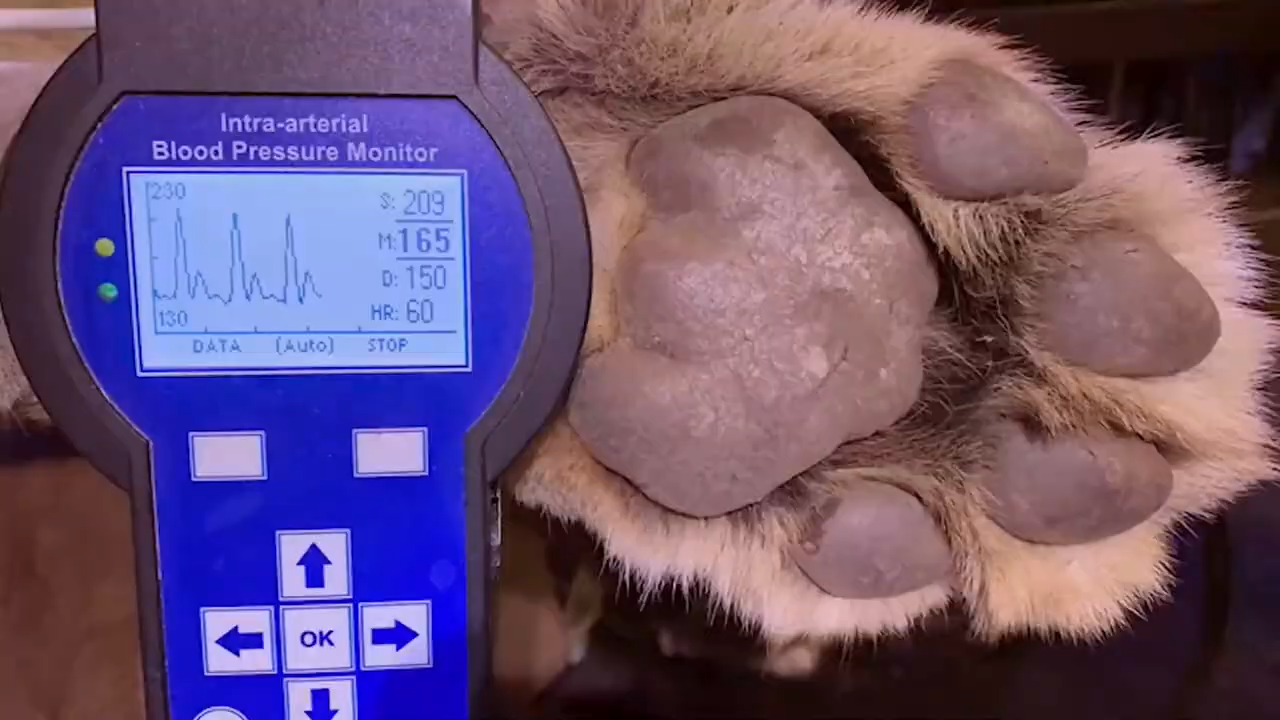 Intra-arterial
Blood Pressure Monitor
230
S: 209
M: 165
D: 150
HR: 60
130
DATA (Auto) STOP
OK